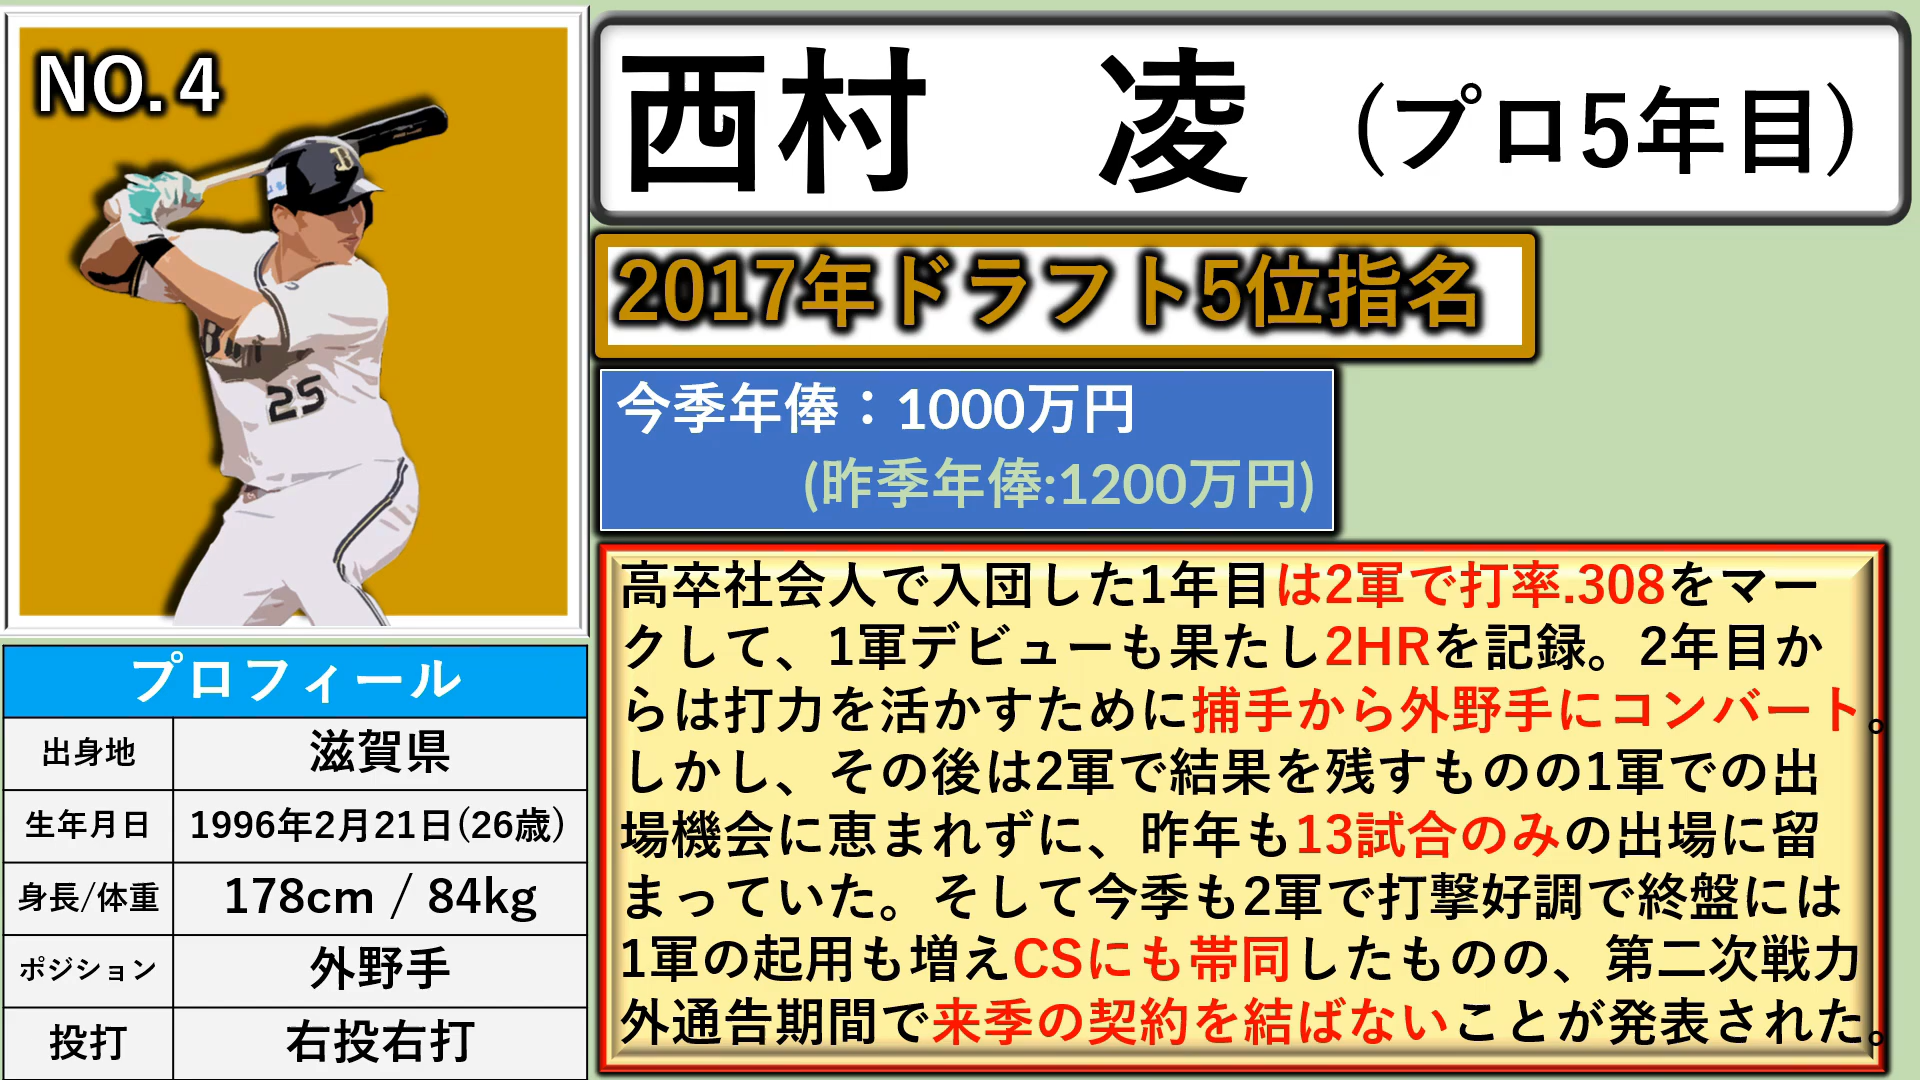 NO.4
B
Bu
25
西村　凌　(プロ5年目)
2017年ドラフト5位指名
今季年俸：1000万円
(昨季年俸:1200万円)
プロフィール
出身地 滋賀県
生年月日 1996年2月21日(26歳)
身長/体重 178cm / 84kg
ポジション 外野手
投打 右投右打
高卒社会人で入団した1年目は2軍で打率.308をマー
クして、1軍デビューも果たし2HRを記録。2年目か
らは打力を活かすために捕手から外野手にコンバート。
しかし、その後は2軍で結果を残すものの1軍での出
場機会に恵まれずに、昨年も13試合のみの出場に留
まっていた。そして今季も2軍で打撃好調で終盤には
1軍の起用も増えCSにも帯同したものの、第二次戦力
外通告期間で来季の契約を結ばないことが発表された。